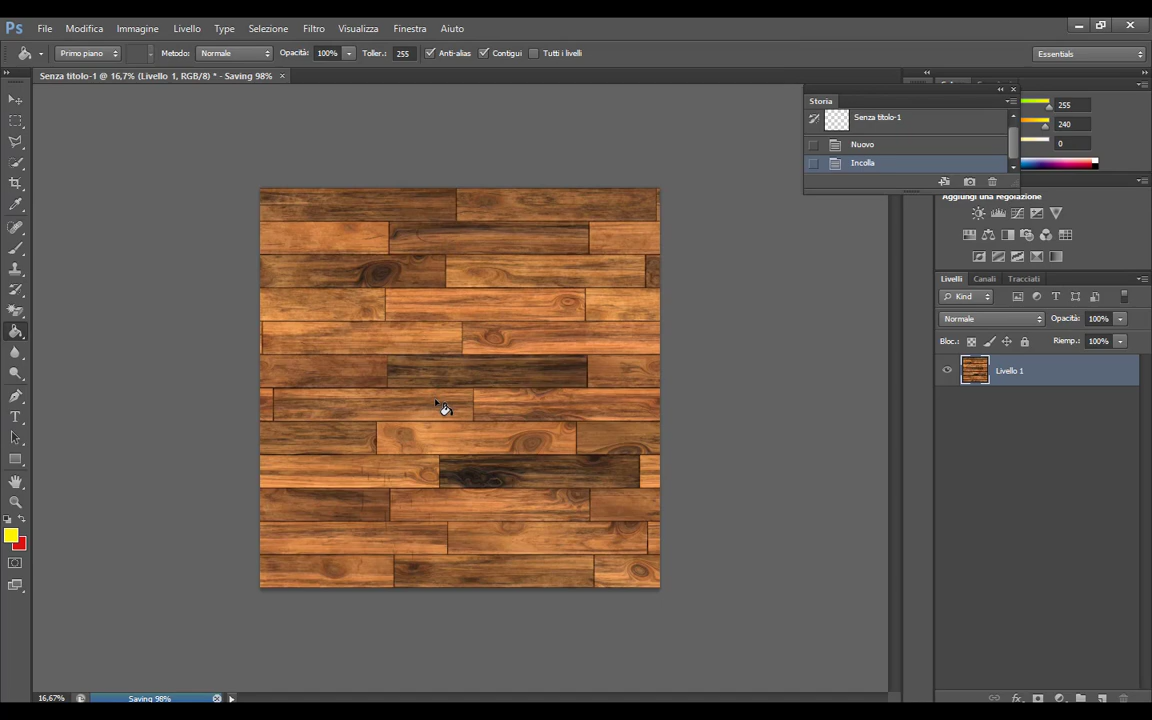 Ps File Modifica Immagine Livello Type Selezione Filtro Visualizza Finestra Aiuto
Primo piano Metodo: Normale Opacità: 100% Toller.: 255 Anti-alias Contigui Tutti i livelli Essentials
Senza titolo-1 @ 16,7% (Livello 1, RGB/8) * - Saving 98% ×
Storia
Senza titolo-1
Nuovo
Incolla
255
240
0
Aggiungi una regolazione
Livelli Canali Tracciati
Kind
Normale Opacità: 100%
Bloc.: Riemp.: 100%
Livello 1
T
16,67% Saving 98%